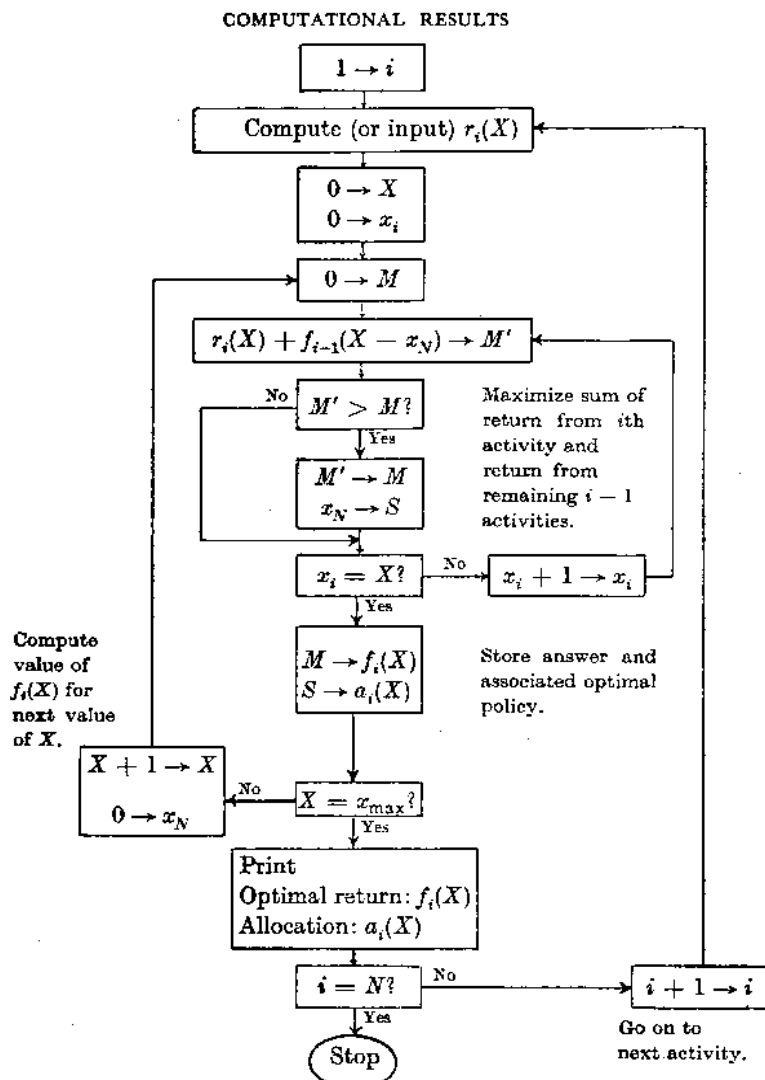 COMPUTATIONAL RESULTS
1 → i
Compute (or input) r_i(X)
0 → X
0 → x_i
0 → M
r_i(X) + f_{i-1}(X − x_N) → M'
No
M' > M?
Yes
Maximize sum of
return from ith
activity and
return from
remaining i − 1
activities.
M' → M
x_N → S
x_i = X?
No
x_i + 1 → x_i
Yes
Compute
value of
f_i(X) for
next value
of X.
M → f_i(X)
S → a_i(X)
Store answer and
associated optimal
policy.
X + 1 → X
0 → x_N
No
X = x_max?
Yes
Print
Optimal return: f_i(X)
Allocation: a_i(X)
i = N?
No
i + 1 → i
Yes
Go on to
next activity.
Stop